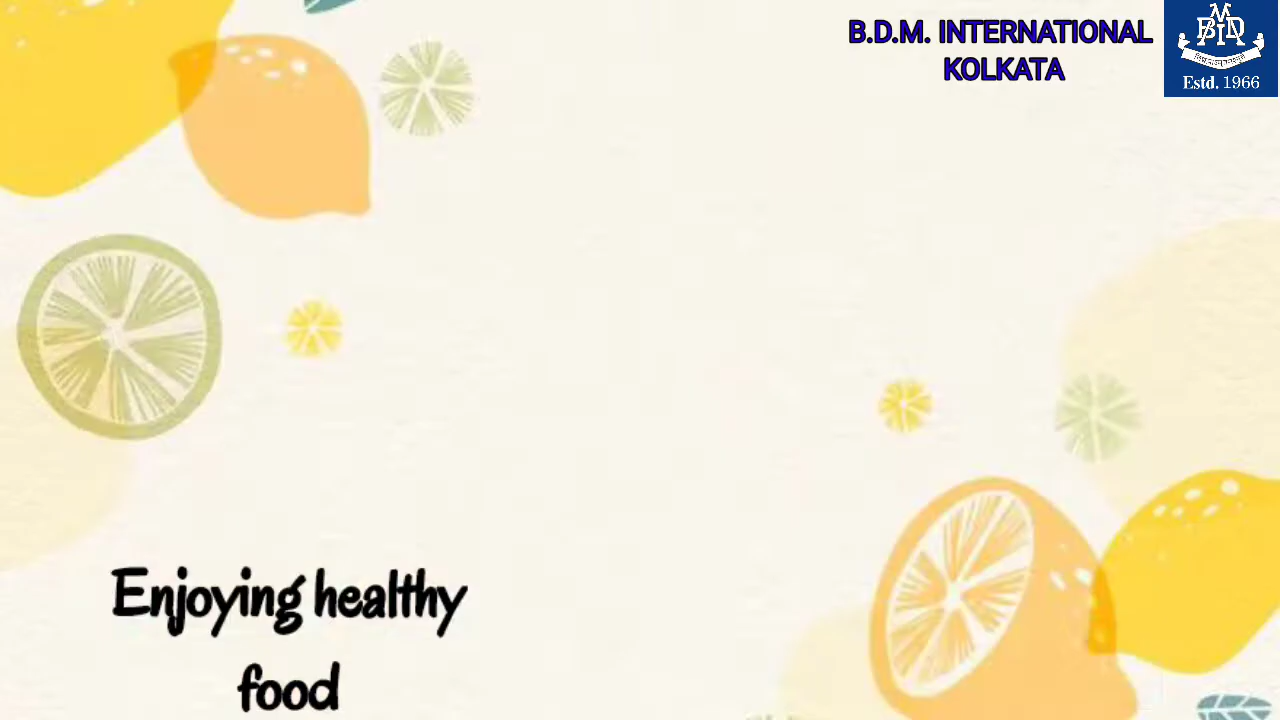 B.D.M. INTERNATIONAL
KOLKATA
Estd. 1966
Enjoying healthy
food